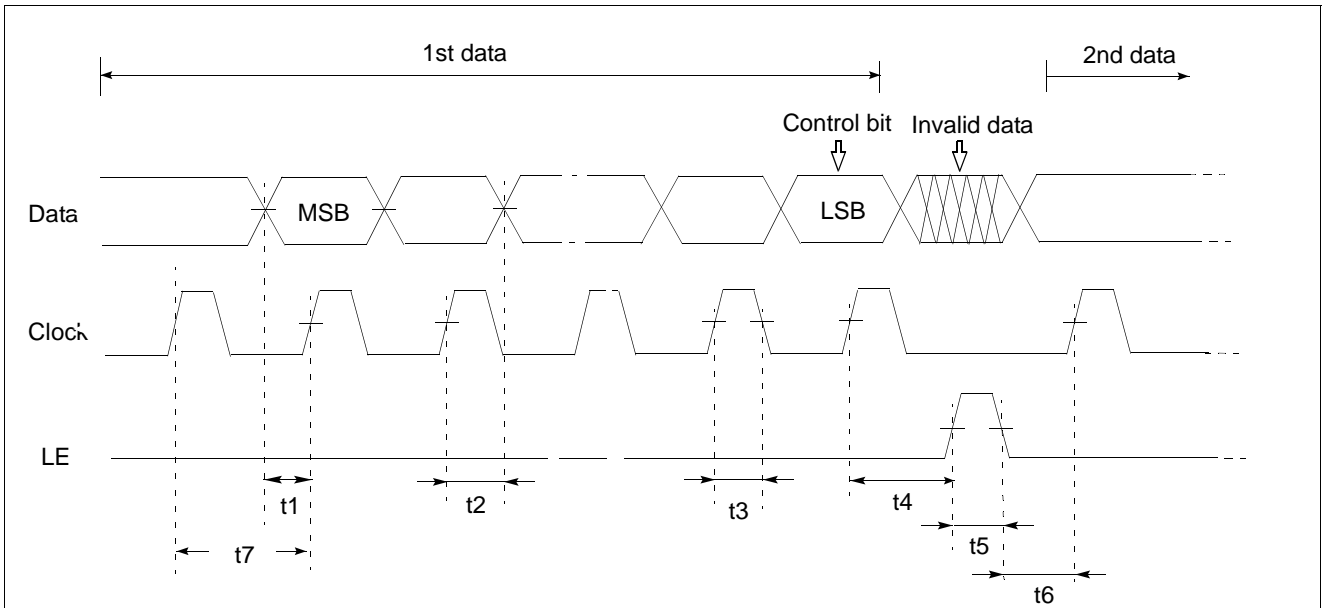 1st data
2nd data
Control bit
Invalid data
Data
MSB
LSB
Clock
LE
t1
t2
t3
t4
t5
t6
t7